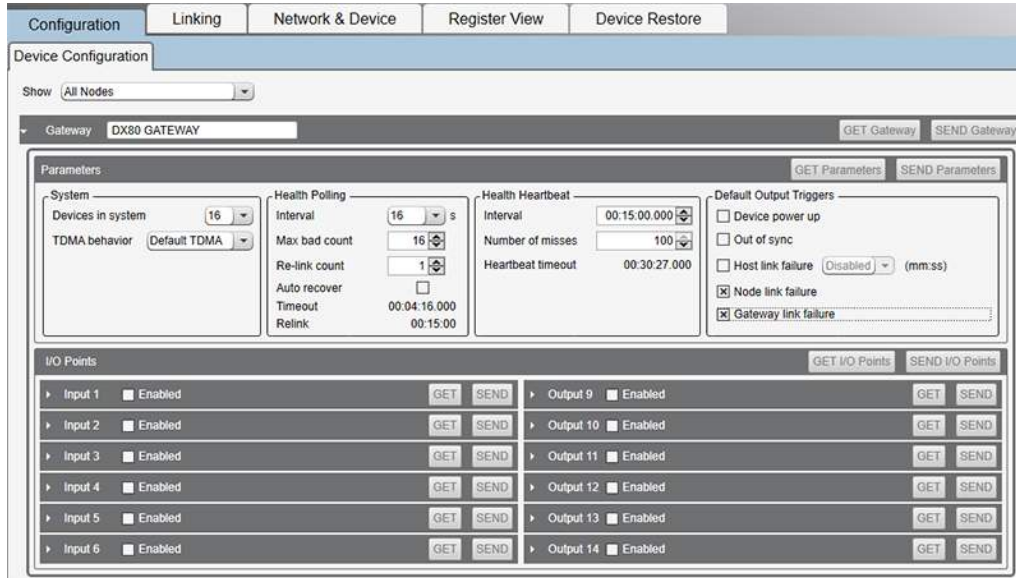 Configuration Linking Network & Device Register View Device Restore
Device Configuration
Show All Nodes
Gateway DX80 GATEWAY GET Gateway SEND Gateway
Parameters GET Parameters SEND Parameters
System
Devices in system 16
TDMA behavior Default TDMA
Health Polling
Interval 16 s
Max bad count 16
Re-link count 1
Auto recover
Timeout 00:04:16.000
Relink 00:15:00
Health Heartbeat
Interval 00:15:00.000
Number of misses 100
Heartbeat timeout 00:30:27.000
Default Output Triggers
Device power up
Out of sync
Host link failure Disabled (mm:ss)
Node link failure
Gateway link failure
I/O Points GET I/O Points SEND I/O Points
Input 1 Enabled GET SEND Output 9 Enabled GET SEND
Input 2 Enabled GET SEND Output 10 Enabled GET SEND
Input 3 Enabled GET SEND Output 11 Enabled GET SEND
Input 4 Enabled GET SEND Output 12 Enabled GET SEND
Input 5 Enabled GET SEND Output 13 Enabled GET SEND
Input 6 Enabled GET SEND Output 14 Enabled GET SEND